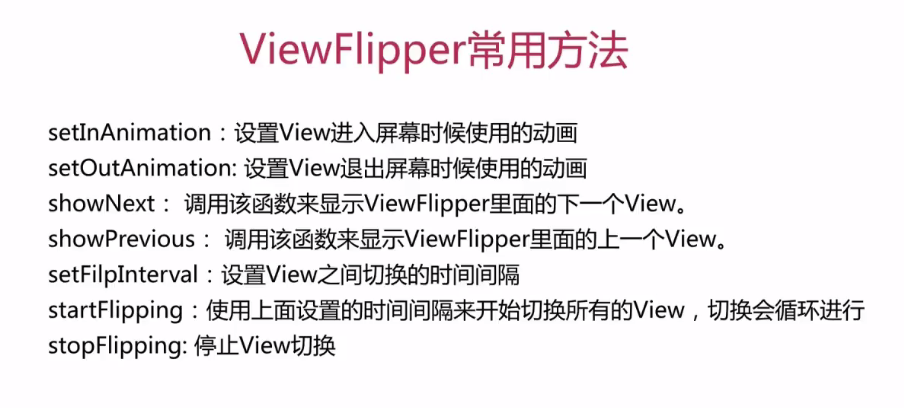 ViewFlipper常用方法
setInAnimation：设置View进入屏幕时候使用的动画
setOutAnimation: 设置View退出屏幕时候使用的动画
showNext： 调用该函数来显示ViewFlipper里面的下一个View。
showPrevious： 调用该函数来显示ViewFlipper里面的上一个View。
setFilpInterval：设置View之间切换的时间间隔
startFlipping：使用上面设置的时间间隔来开始切换所有的View，切换会循环进行
stopFlipping: 停止View切换